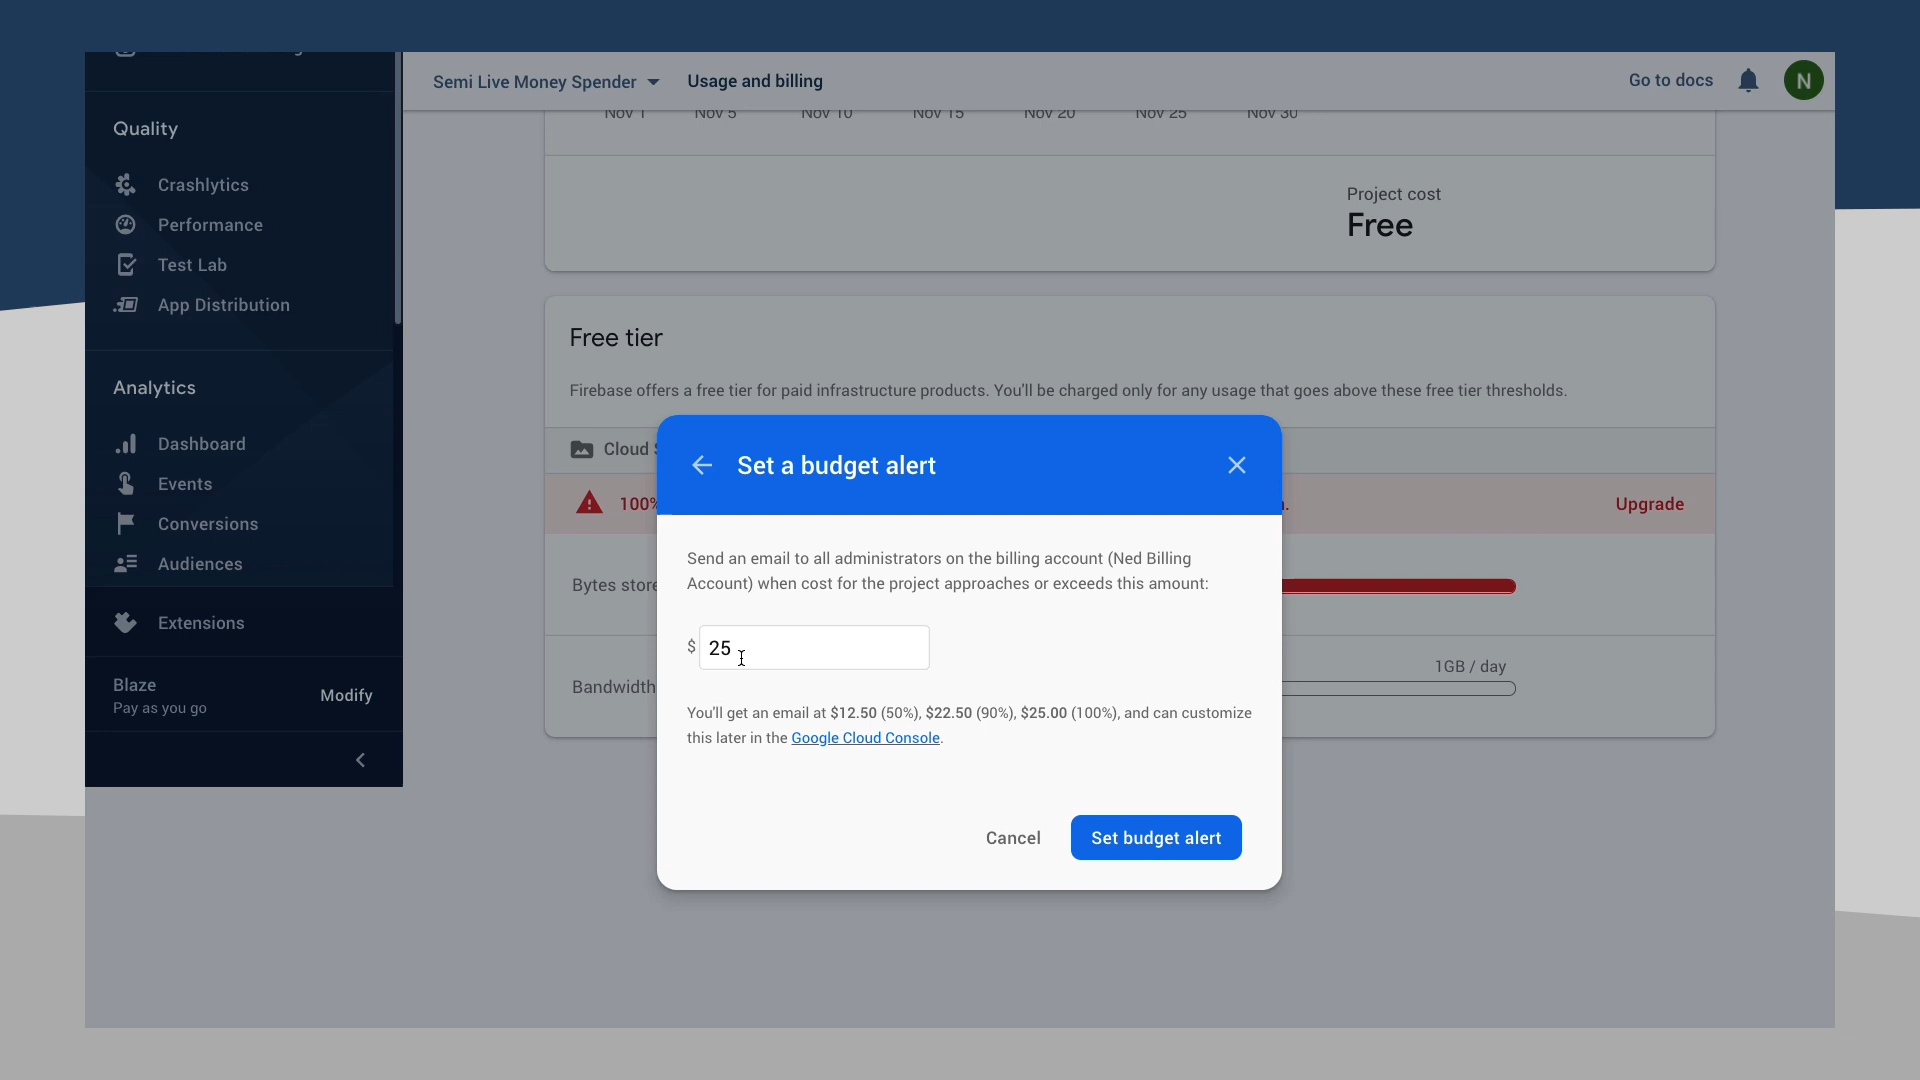 Semi Live Money Spender
Usage and billing
Go to docs
N
Quality
Crashlytics
Performance
Test Lab
App Distribution
Analytics
Dashboard
Events
Conversions
Audiences
Extensions
Blaze
Pay as you go
Modify
Nov 1 Nov 5 Nov 10 Nov 15 Nov 20 Nov 25 Nov 30
Project cost
Free
Free tier
Firebase offers a free tier for paid infrastructure products. You'll be charged only for any usage that goes above these free tier thresholds.
Cloud
100%
Upgrade
Bytes store
Bandwidth
1GB / day
Set a budget alert
Send an email to all administrators on the billing account (Ned Billing
Account) when cost for the project approaches or exceeds this amount:
$ 25
You'll get an email at $12.50 (50%), $22.50 (90%), $25.00 (100%), and can customize
this later in the Google Cloud Console.
Cancel
Set budget alert